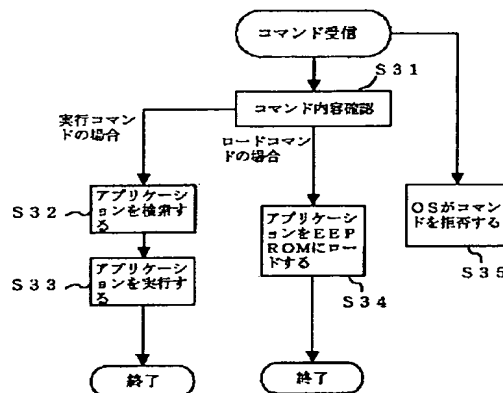 コマンド受信
S31
コマンド内容確認
実行コマン
ドの場合
ロードコマン
ドの場合
S32
アプリケーショ
ンを検索す
る
S33
アプリケーショ
ンを実行す
る
アプリケーシ
ョンをEEP
ROMにロー
ドする
S34
OSがコマン
ドを拒否する
S35
終了
終了